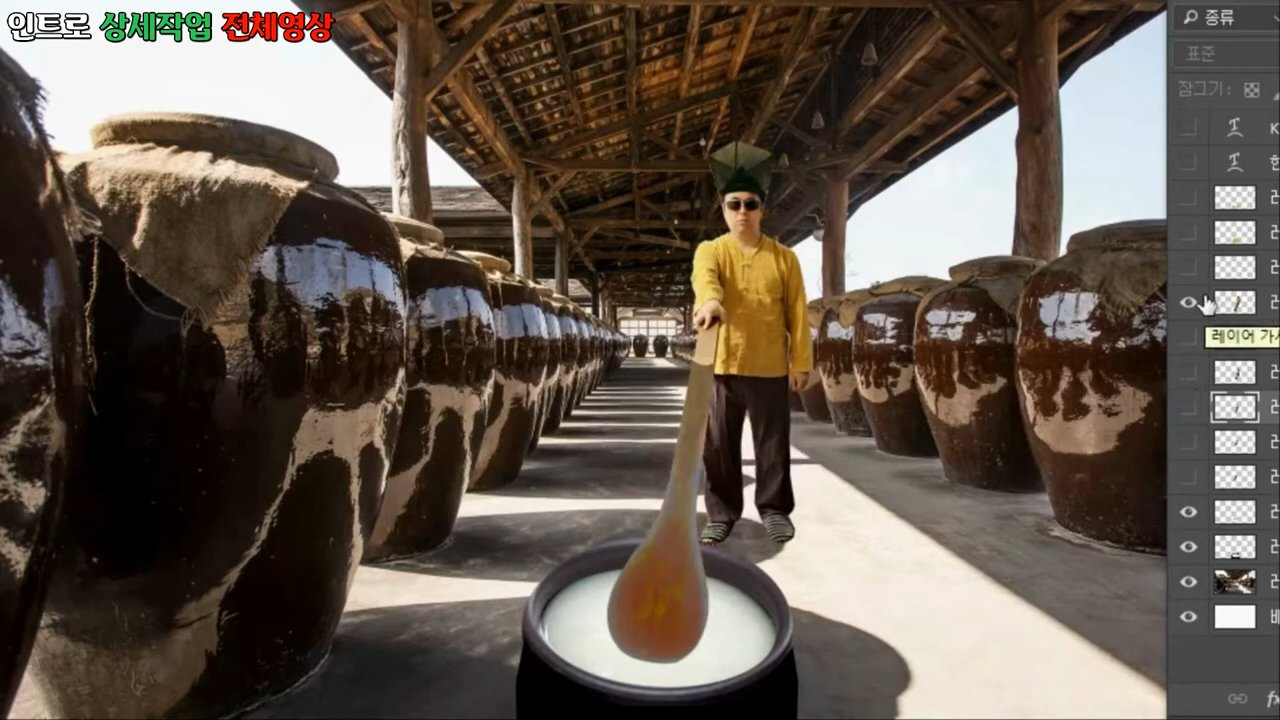 인트로 상세작업 전체영상
종류
표준
잠그기:
레이어 가